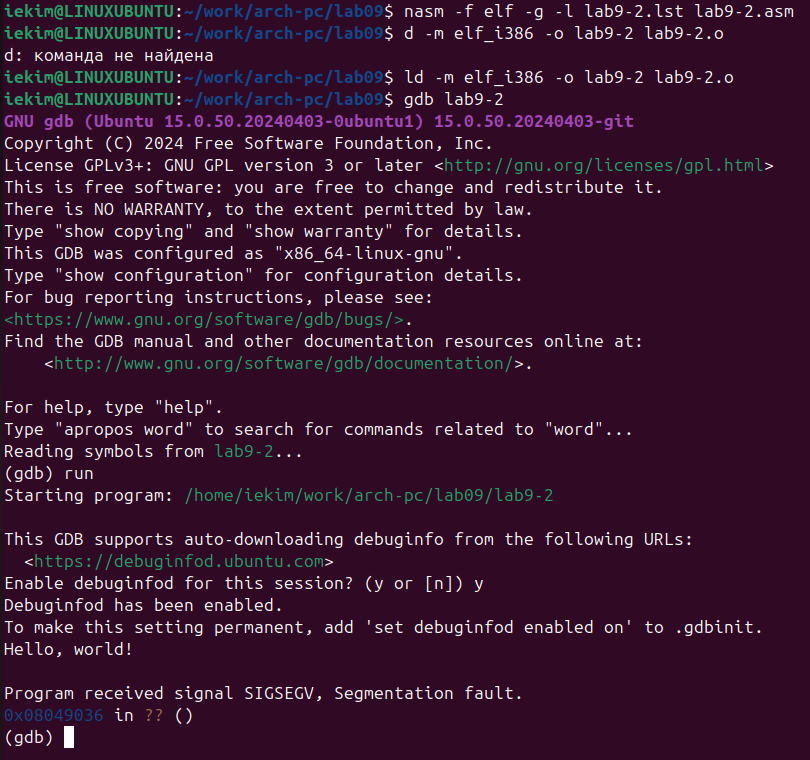 iekim@LINUXUBUNTU:~/work/arch-pc/lab09$ nasm -f elf -g -l lab9-2.lst lab9-2.asm
iekim@LINUXUBUNTU:~/work/arch-pc/lab09$ d -m elf_i386 -o lab9-2 lab9-2.o
d: команда не найдена
iekim@LINUXUBUNTU:~/work/arch-pc/lab09$ ld -m elf_i386 -o lab9-2 lab9-2.o
iekim@LINUXUBUNTU:~/work/arch-pc/lab09$ gdb lab9-2
GNU gdb (Ubuntu 15.0.50.20240403-0ubuntu1) 15.0.50.20240403-git
Copyright (C) 2024 Free Software Foundation, Inc.
License GPLv3+: GNU GPL version 3 or later <http://gnu.org/licenses/gpl.html>
This is free software: you are free to change and redistribute it.
There is NO WARRANTY, to the extent permitted by law.
Type "show copying" and "show warranty" for details.
This GDB was configured as "x86_64-linux-gnu".
Type "show configuration" for configuration details.
For bug reporting instructions, please see:
<https://www.gnu.org/software/gdb/bugs/>.
Find the GDB manual and other documentation resources online at:
    <http://www.gnu.org/software/gdb/documentation/>.

For help, type "help".
Type "apropos word" to search for commands related to "word"...
Reading symbols from lab9-2...
(gdb) run
Starting program: /home/iekim/work/arch-pc/lab09/lab9-2

This GDB supports auto-downloading debuginfo from the following URLs:
  <https://debuginfod.ubuntu.com>
Enable debuginfod for this session? (y or [n]) y
Debuginfod has been enabled.
To make this setting permanent, add 'set debuginfod enabled on' to .gdbinit.
Hello, world!

Program received signal SIGSEGV, Segmentation fault.
0x08049036 in ?? ()
(gdb)